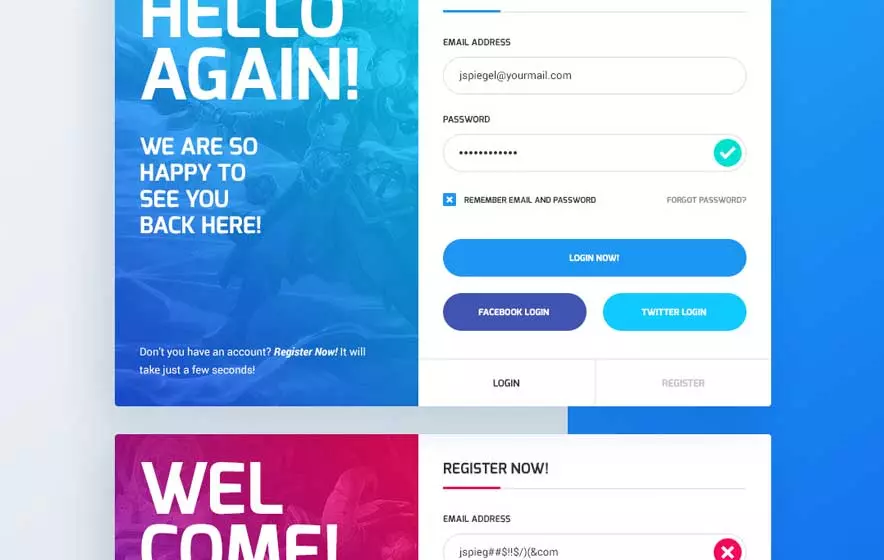 HELLO
AGAIN!
WE ARE SO
HAPPY TO
SEE YOU
BACK HERE!
Don't you have an account? Register Now! It will
take just a few seconds!
EMAIL ADDRESS
jspiegel@yourmail.com
PASSWORD
••••••••••••
REMEMBER EMAIL AND PASSWORD
FORGOT PASSWORD?
LOGIN NOW!
FACEBOOK LOGIN
TWITTER LOGIN
LOGIN
REGISTER
WEL
COME!
REGISTER NOW!
EMAIL ADDRESS
jspieg##$!!$/)(&com